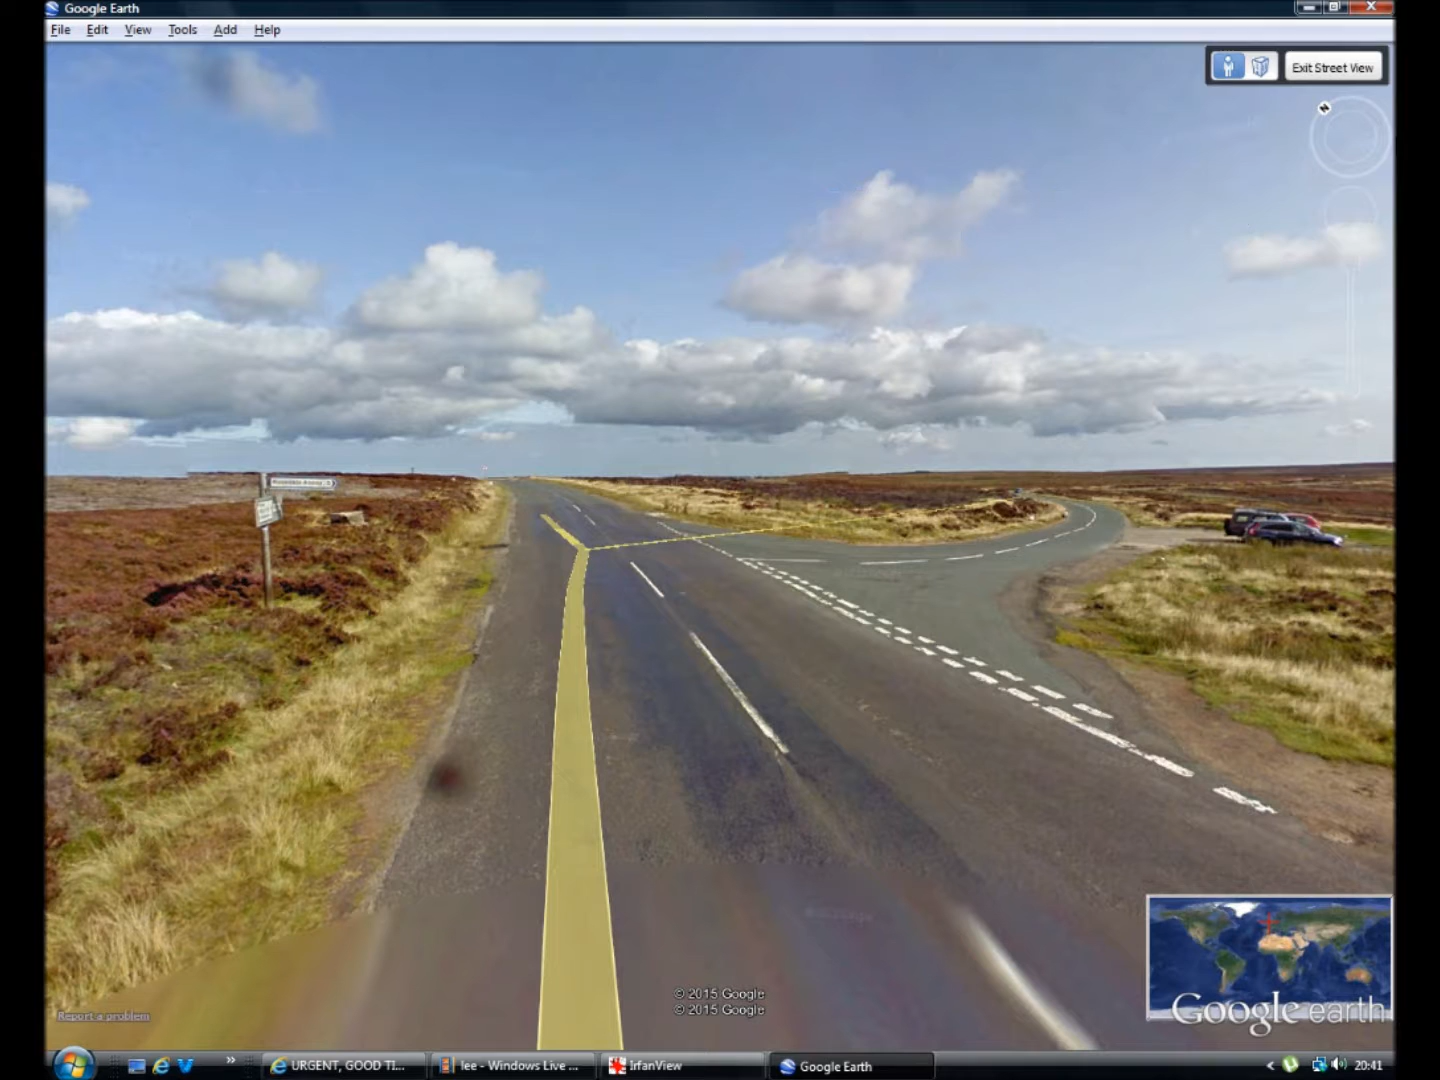 Google Earth
File Edit View Tools Add Help
Exit Street View
© 2015 Google
© 2015 Google
Google earth
Report a problem
URGENT, GOOD TI...
lee - Windows Live ...
IrfanView
Google Earth
20:41